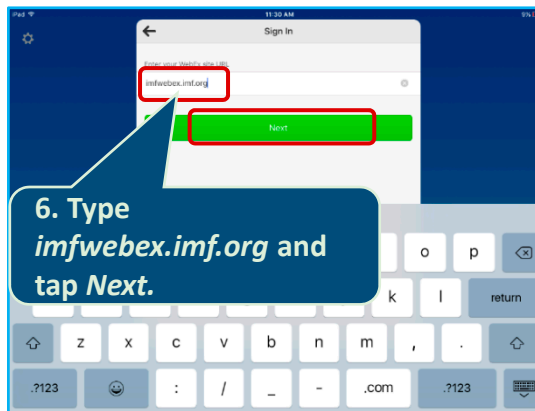 iPad
11:30 AM
Sign In
Enter your WebEx site URL
imfwebex.imf.org
Next
6. Type
imfwebex.imf.org and
tap Next.
o p
k l return
z x c v b n m , .
.?123 : / _ - .com .?123